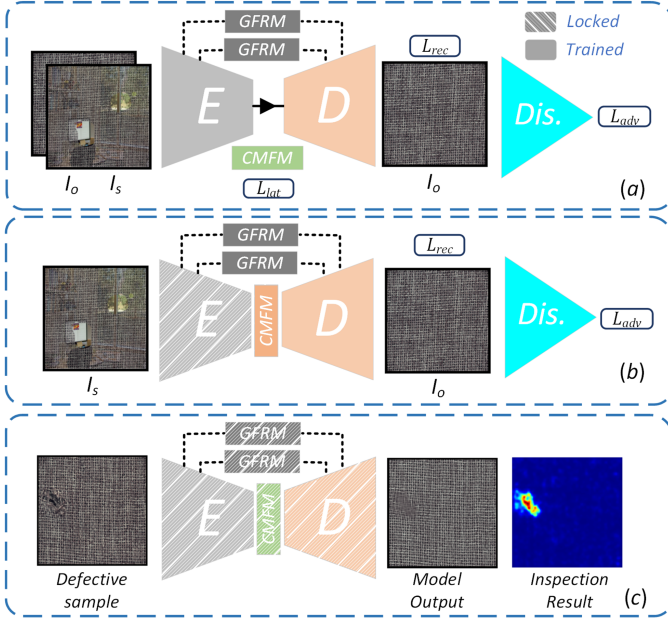 GFRM
GFRM
L_rec
Locked
Trained
E
D
Dis.
L_adv
CMFM
I_o
I_s
L_lat
I_o
(a)
GFRM
GFRM
L_rec
E
CMFM
D
Dis.
L_adv
I_s
I_o
(b)
GFRM
GFRM
E
CMFM
D
Defective
sample
Model
Output
Inspection
Result
(c)